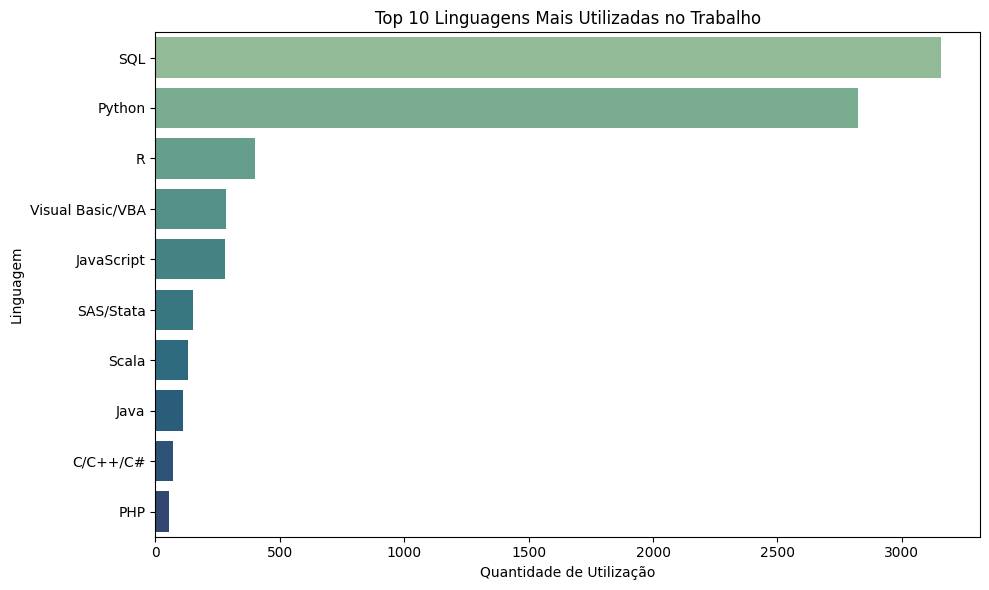 Top 10 Linguagens Mais Utilizadas no Trabalho
SQL
Python
R
Visual Basic/VBA
JavaScript
SAS/Stata
Scala
Java
C/C++/C#
PHP
Linguagem
0 500 1000 1500 2000 2500 3000
Quantidade de Utilização